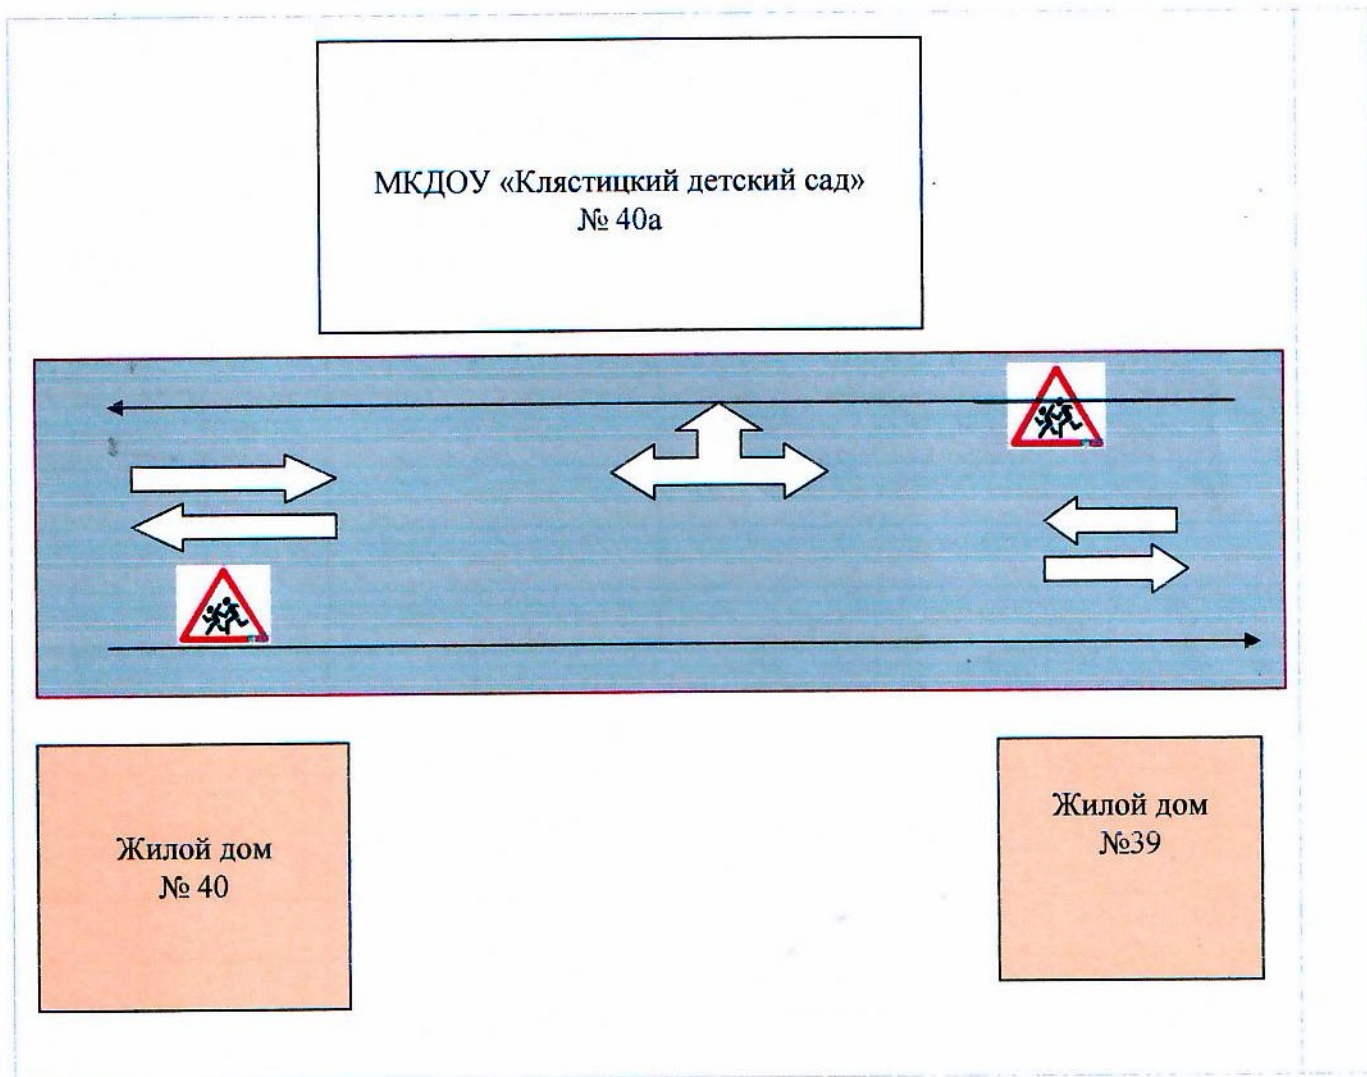 МКДОУ «Клястицкий детский сад»
№ 40а
Жилой дом
№ 40
Жилой дом
№39